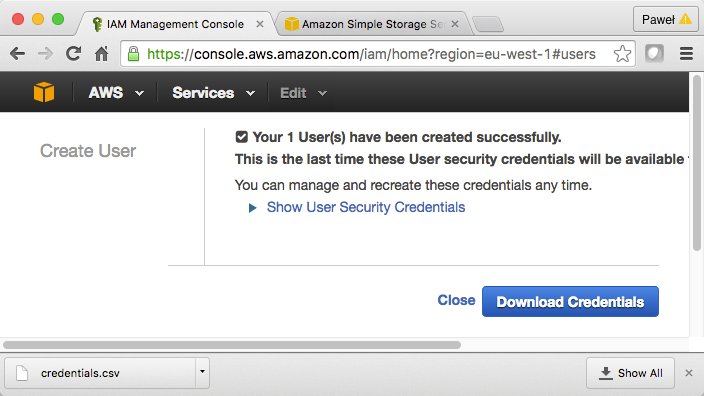 IAM Management Console
Amazon Simple Storage Se
Paweł
https://console.aws.amazon.com/iam/home?region=eu-west-1#users
AWS Services Edit
Create User
Your 1 User(s) have been created successfully.
This is the last time these User security credentials will be available
You can manage and recreate these credentials any time.
Show User Security Credentials
Close Download Credentials
credentials.csv
Show All